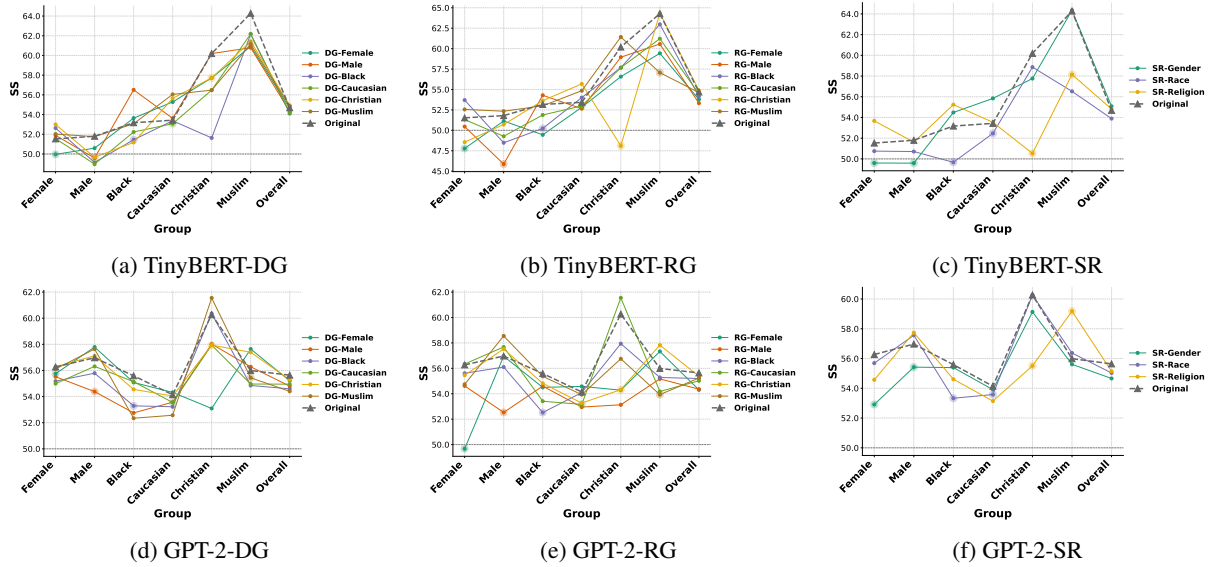 64.0
62.0
60.0
58.0
56.0
54.0
52.0
50.0
SS
Female
Male
Black
Caucasian
Christian
Muslim
Overall
Group
DG-Female
DG-Male
DG-Black
DG-Caucasian
DG-Christian
DG-Muslim
Original
(a) TinyBERT-DG
65.0
62.5
60.0
57.5
55.0
52.5
50.0
47.5
45.0
SS
Female
Male
Black
Caucasian
Christian
Muslim
Overall
Group
RG-Female
RG-Male
RG-Black
RG-Caucasian
RG-Christian
RG-Muslim
Original
(b) TinyBERT-RG
64.0
62.0
60.0
58.0
56.0
54.0
52.0
50.0
SS
Female
Male
Black
Caucasian
Christian
Muslim
Overall
Group
SR-Gender
SR-Race
SR-Religion
Original
(c) TinyBERT-SR
62.0
60.0
58.0
56.0
54.0
52.0
50.0
SS
Female
Male
Black
Caucasian
Christian
Muslim
Overall
Group
DG-Female
DG-Male
DG-Black
DG-Caucasian
DG-Christian
DG-Muslim
Original
(d) GPT-2-DG
62.0
60.0
58.0
56.0
54.0
52.0
50.0
SS
Female
Male
Black
Caucasian
Christian
Muslim
Overall
Group
RG-Female
RG-Male
RG-Black
RG-Caucasian
RG-Christian
RG-Muslim
Original
(e) GPT-2-RG
60.0
58.0
56.0
54.0
52.0
50.0
SS
Female
Male
Black
Caucasian
Christian
Muslim
Overall
Group
SR-Gender
SR-Race
SR-Religion
Original
(f) GPT-2-SR